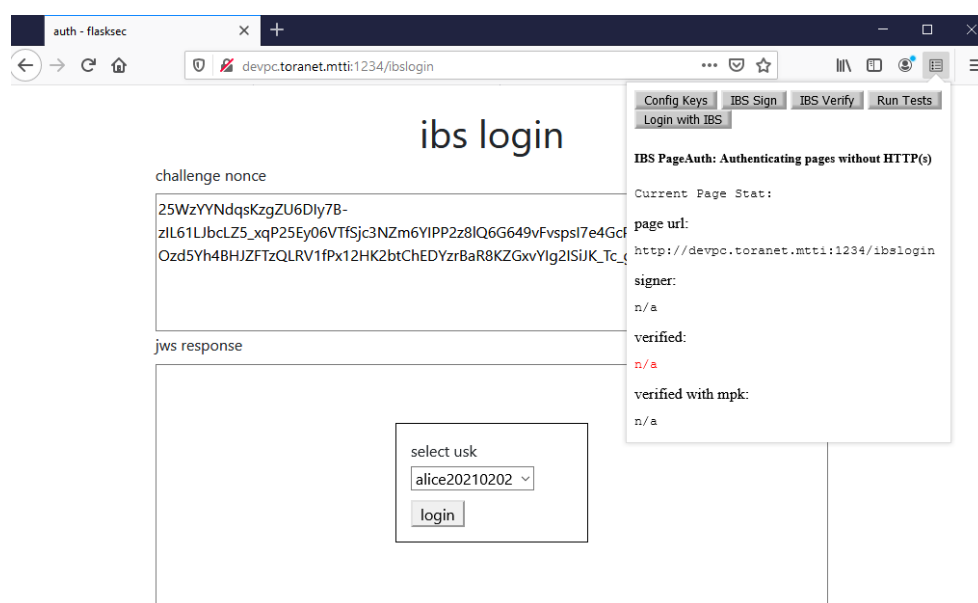 auth - flasksec
devpc.toranet.mtti:1234/ibslogin
Config Keys IBS Sign IBS Verify Run Tests
Login with IBS
IBS PageAuth: Authenticating pages without HTTP(s)
Current Page Stat:
page url:
http://devpc.toranet.mtti:1234/ibslogin
signer:
n/a
verified:
n/a
verified with mpk:
n/a
ibs login
challenge nonce
25WzYYNdqsKzgZU6DIy7B-
zIL61LJbcLZ5_xqP25Ey06VTfSjc3NZm6YIPP2z8lQ6G649vFvspsI7e4GcF
Ozd5Yh4BHJZFTzQLRV1fPx12HK2btChEDYzrBaR8KZGxvYIg2ISiJK_Tc_
jws response
select usk
alice20210202
login